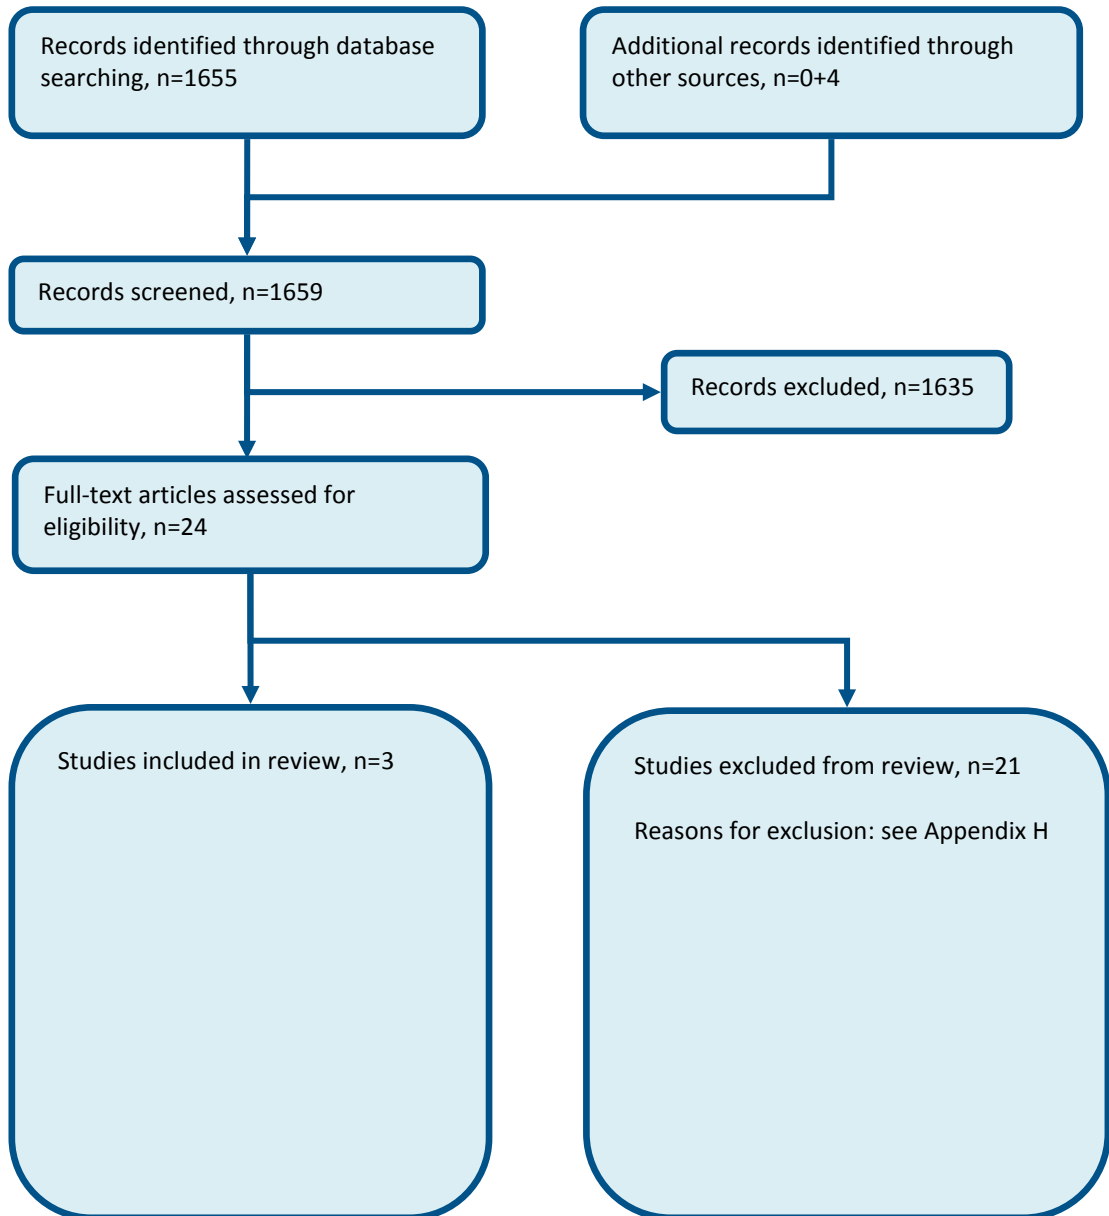 Records identified through database
searching, n=1655
Additional records identified through
other sources, n=0+4
Records screened, n=1659
Records excluded, n=1635
Full-text articles assessed for
eligibility, n=24
Studies included in review, n=3
Studies excluded from review, n=21
Reasons for exclusion: see Appendix H